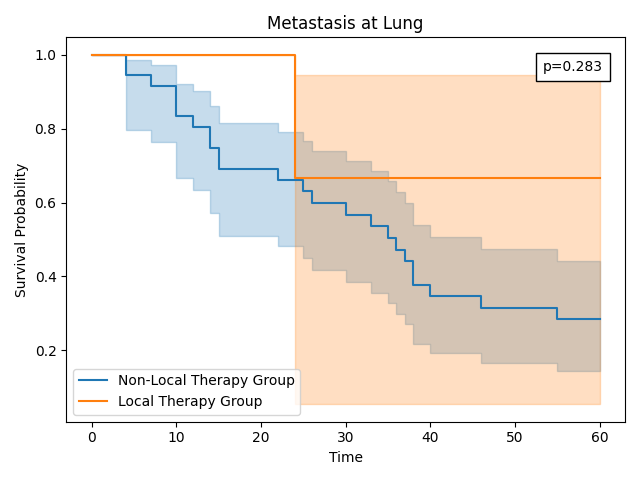 Metastasis at Lung
p=0.283
Survival Probability
1.0
0.8
0.6
0.4
0.2
Non-Local Therapy Group
Local Therapy Group
0 10 20 30 40 50 60
Time